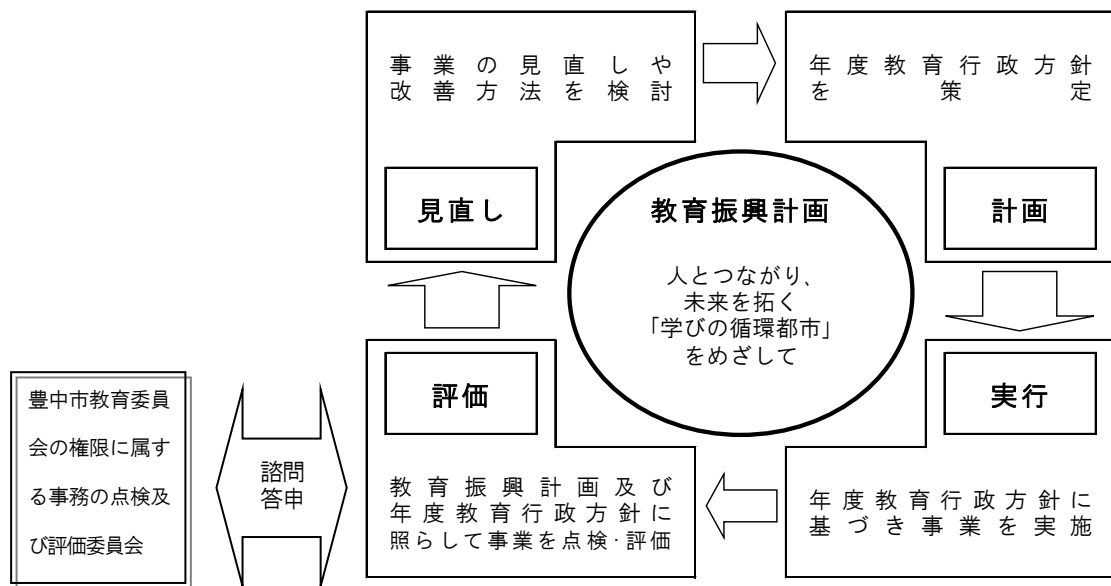 事業の見直しや
改善方法を検討
見直し
年度教育行政方針
を策定
計画
教育振興計画
人とつながり、
未来を拓く
「学びの循環都市」
をめざして
評価
教育振興計画及び
年度教育行政方針に
照らして事業を点検・評価
実行
年度教育行政方針に
基づき事業を実施
諮問
答申
豊中市教育委員
会の権限に属す
る事務の点検及
び評価委員会